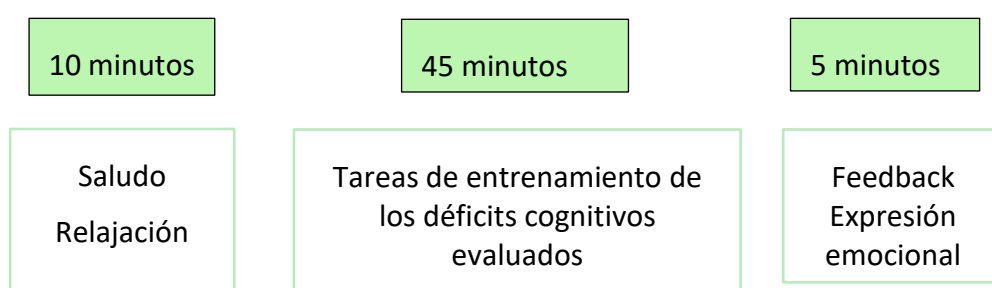 10 minutos
45 minutos
5 minutos
Saludo
Relajación
Tareas de entrenamiento de
los déficits cognitivos
evaluados
Feedback
Expresión
emocional